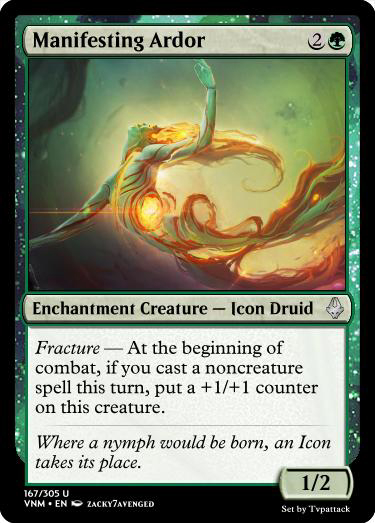 Manifesting Ardor 2
Enchantment Creature — Icon Druid
Fracture — At the beginning of
combat, if you cast a noncreature
spell this turn, put a +1/+1 counter
on this creature.
Where a nymph would be born, an Icon
takes its place.
1/2
167/305 U
VNM • EN ZACKY7AVENGED
Set by Tvpattack